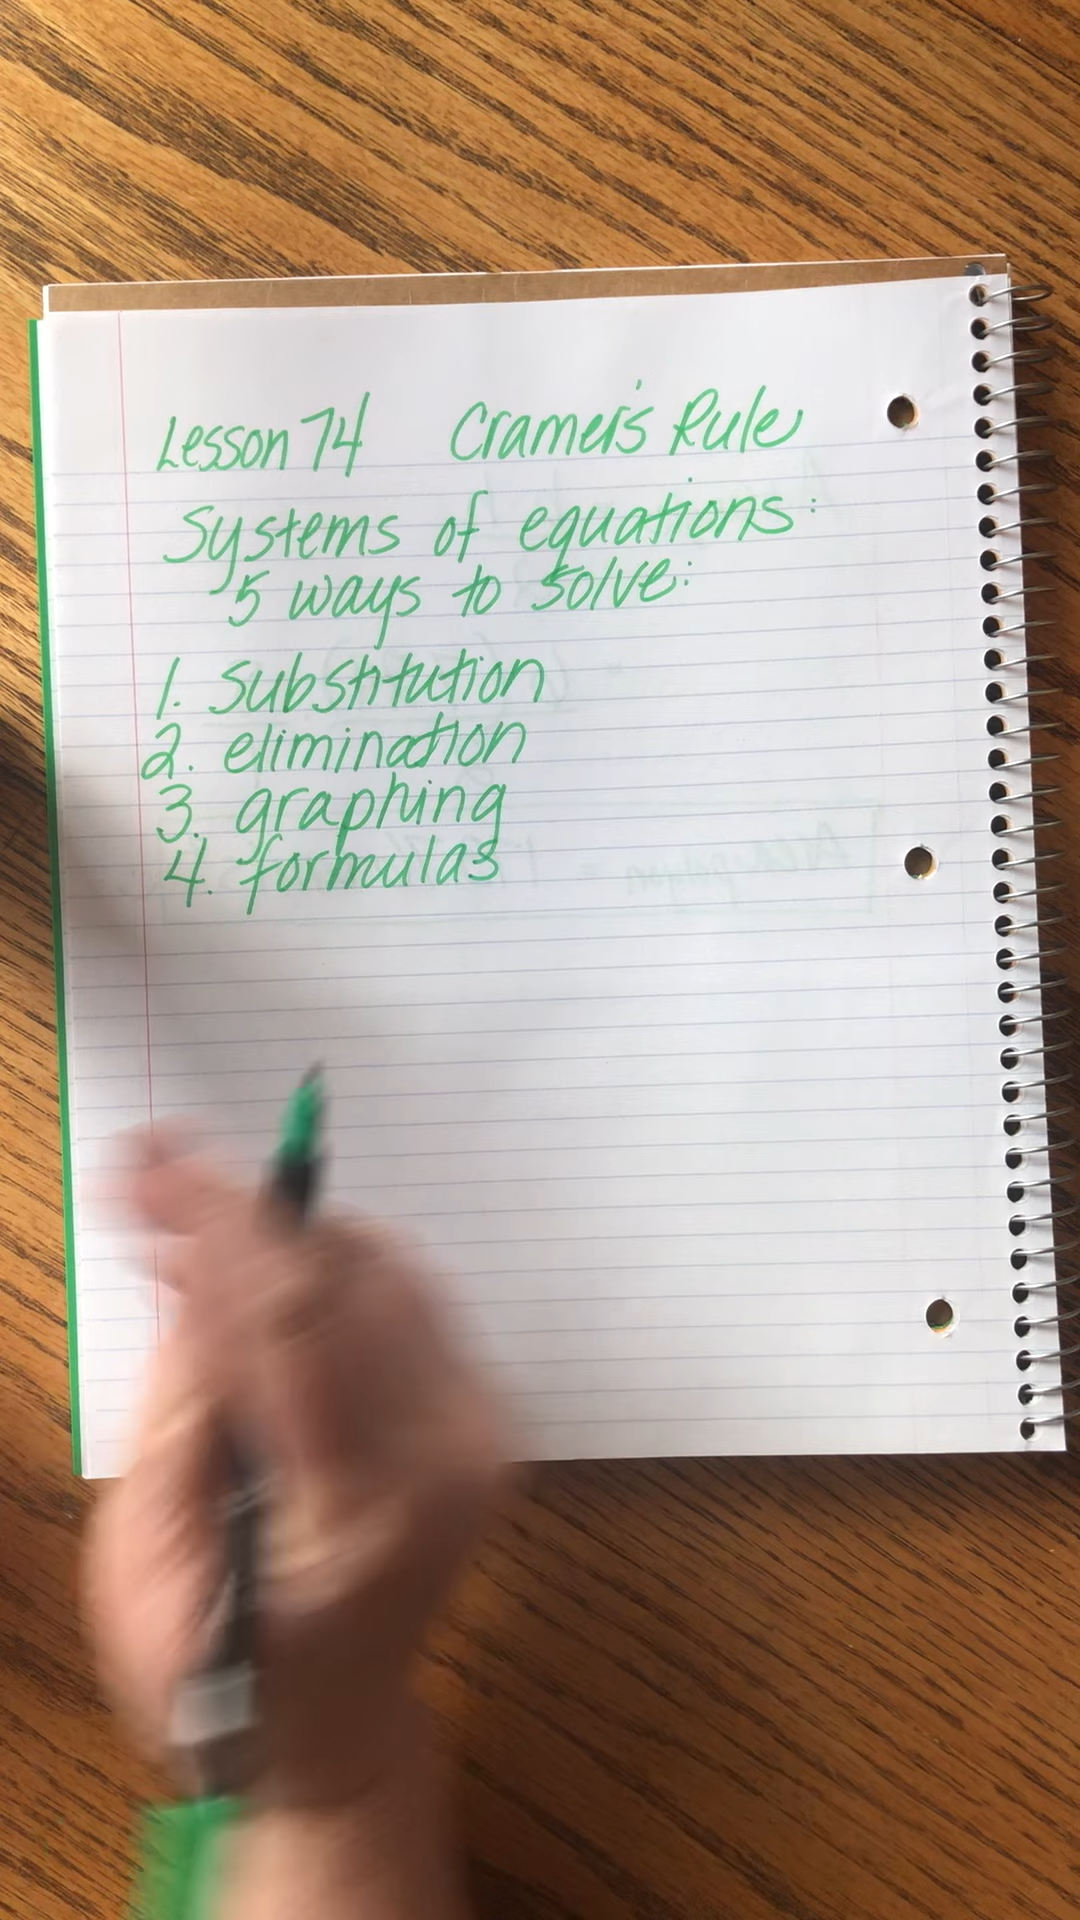 Lesson 74 Cramer's Rule
Systems of equations:
5 ways to solve:
1. substitution
2. elimination
3. graphing
4. formulas